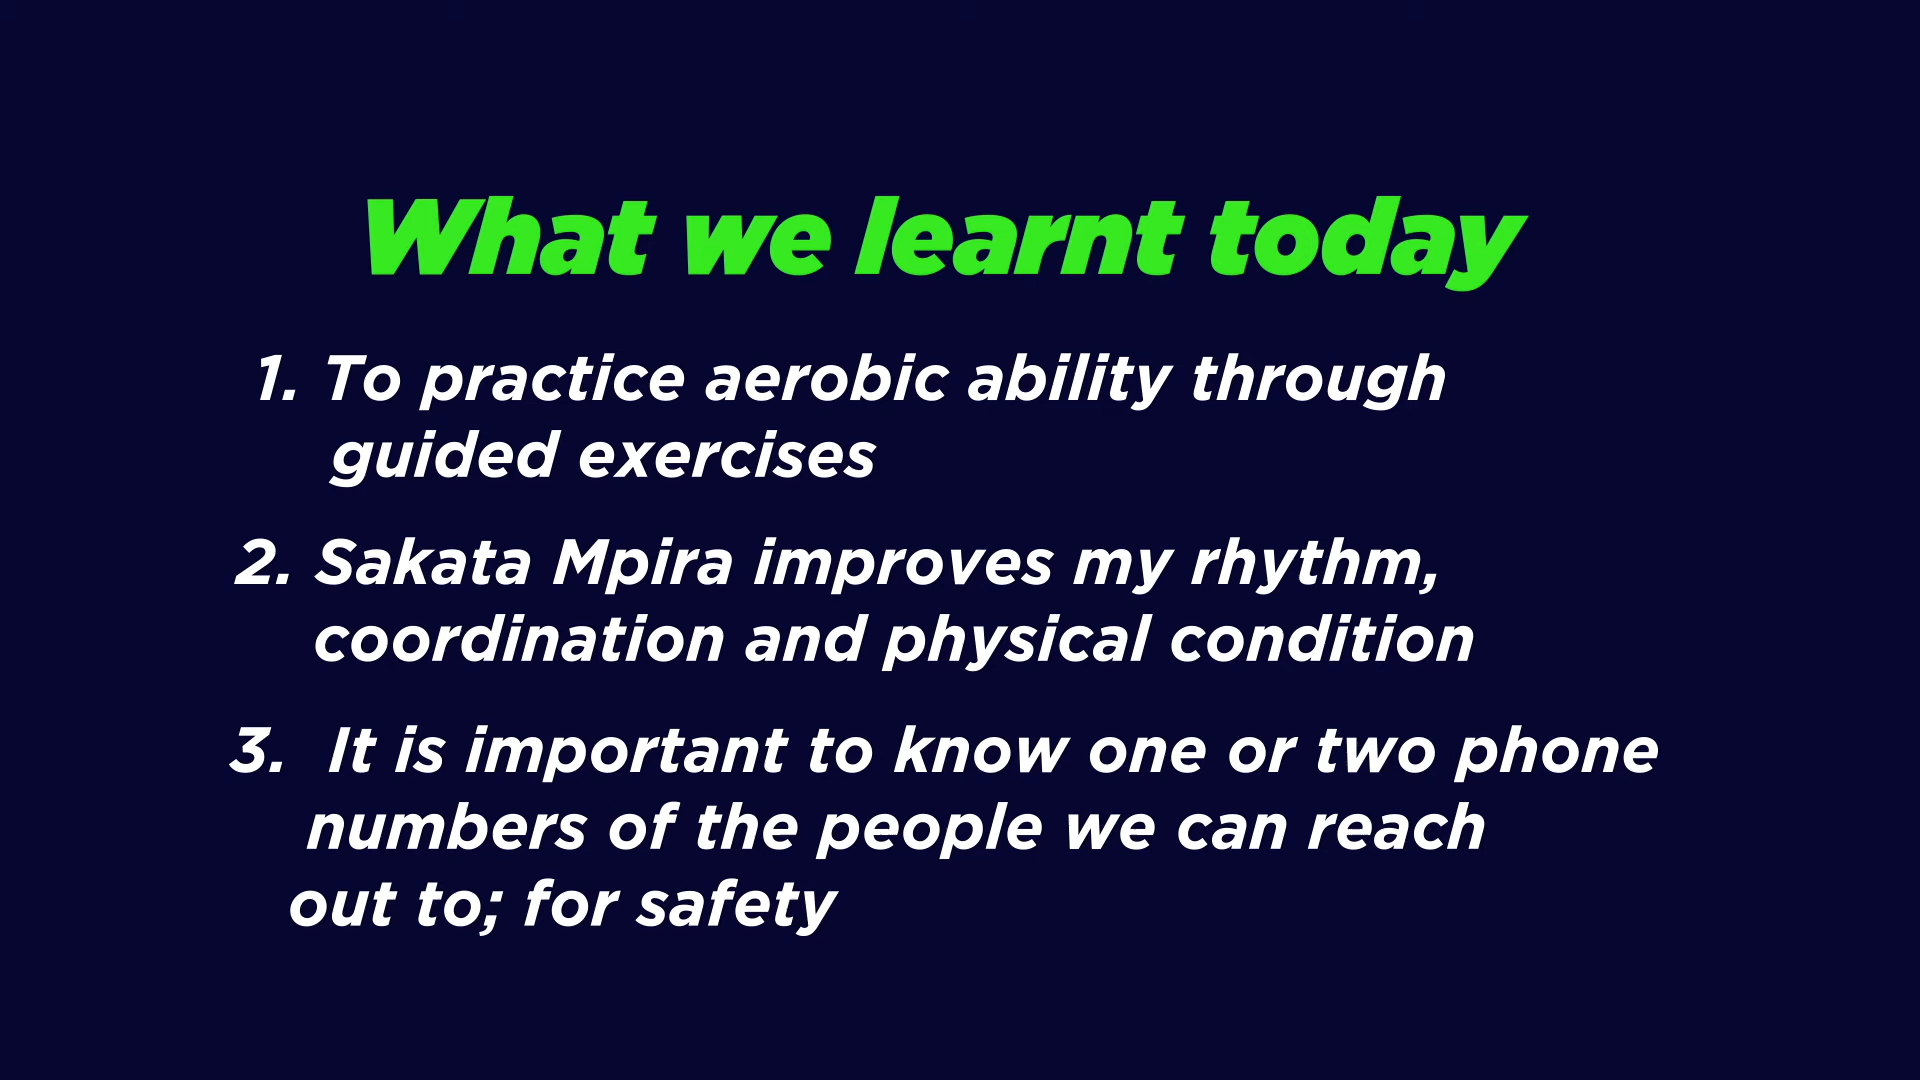 What we learnt today
1. To practice aerobic ability through
guided exercises
2. Sakata Mpira improves my rhythm,
coordination and physical condition
3. It is important to know one or two phone
numbers of the people we can reach
out to; for safety